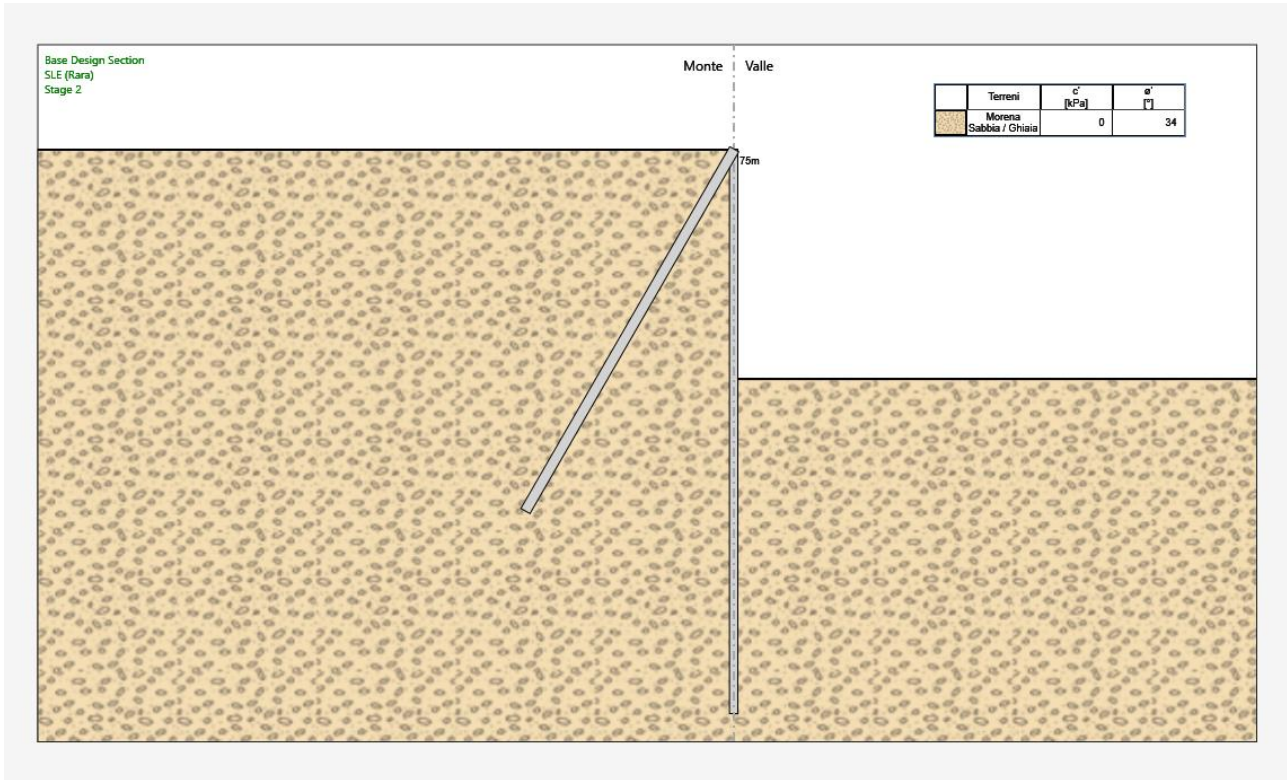 Base Design Section
SLE (Rara)
Stage 2
Monte Valle
Terreni c' [kPa] ø' [°]
Morena Sabbia / Ghiaia 0 34
75m